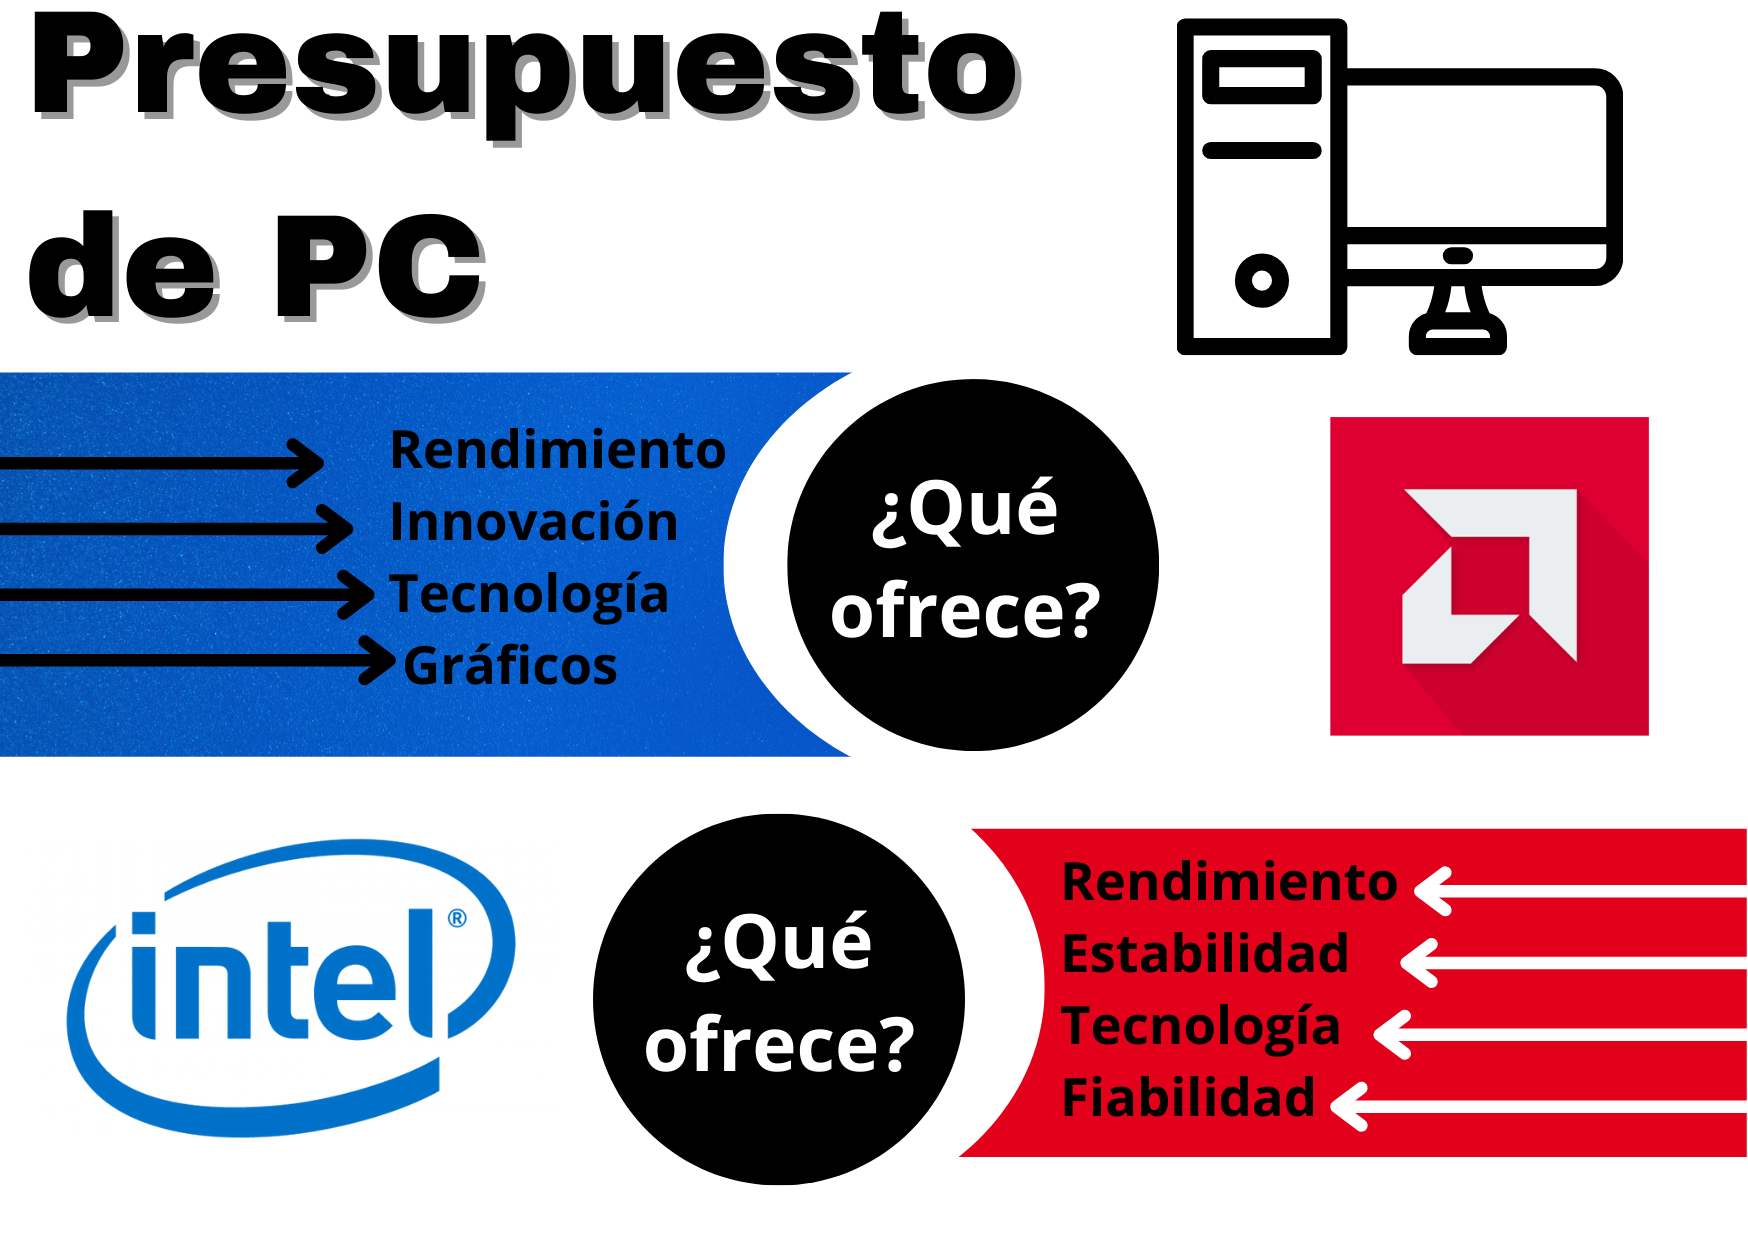 Presupuesto
de PC
Rendimiento
Innovación
Tecnología
Gráficos
¿Qué
ofrece?
intel®
¿Qué
ofrece?
Rendimiento
Estabilidad
Tecnología
Fiabilidad